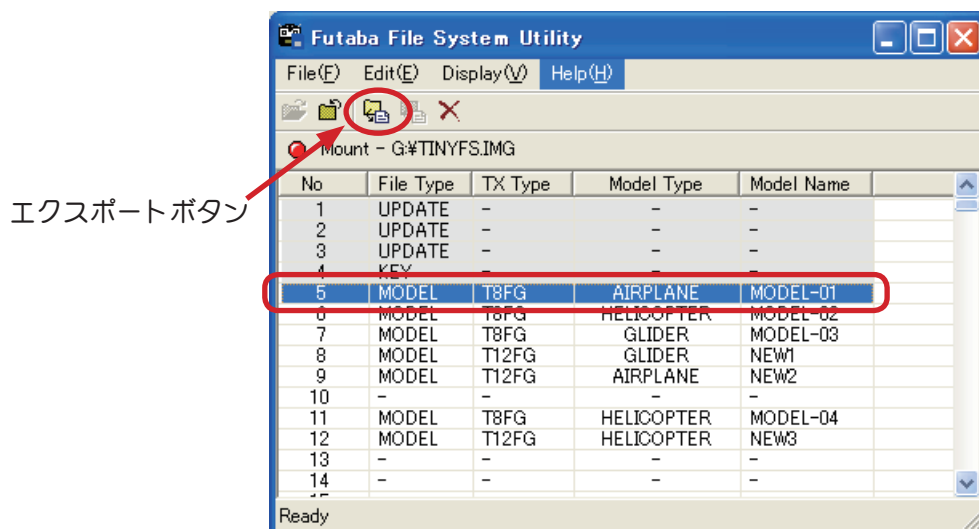 Futaba File System Utility
File(F) Edit(E) Display(V) Help(H)
Mount - G:¥TINYFS.IMG
エクスポートボタン
No File Type TX Type Model Type Model Name
1 UPDATE - - -
2 UPDATE - - -
3 UPDATE - - -
4 KEY - - -
5 MODEL T8FG AIRPLANE MODEL-01
6 MODEL T8FG HELICOPTER MODEL-02
7 MODEL T8FG GLIDER MODEL-03
8 MODEL T12FG GLIDER NEW1
9 MODEL T12FG AIRPLANE NEW2
10 - - - -
11 MODEL T8FG HELICOPTER MODEL-04
12 MODEL T12FG HELICOPTER NEW3
13 - - - -
14 - - - -
Ready